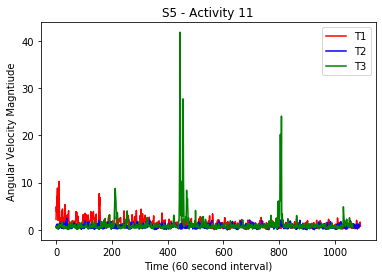 S5 - Activity 11
T1
T2
T3
Angular Velocity Magntiude
40
30
20
10
0
0
200
400
600
800
1000
Time (60 second interval)